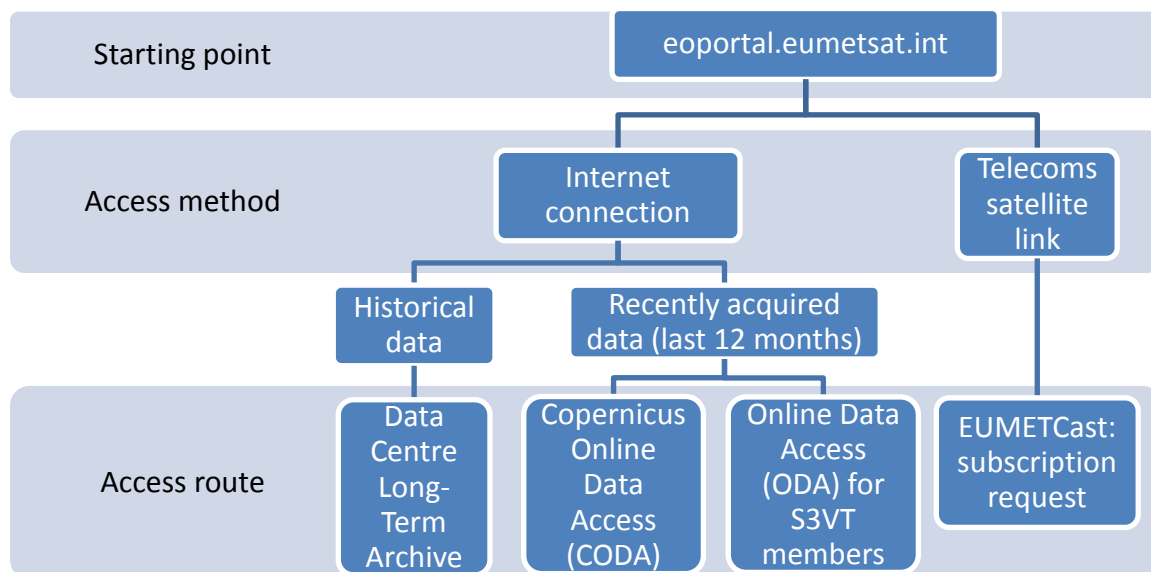 Starting point
eoportal.eumetsat.int
Access method
Internet
connection
Telecoms
satellite
link
Historical
data
Recently acquired
data (last 12 months)
Access route
Data
Centre
Long-
Term
Archive
Copernicus
Online
Data
Access
(CODA)
Online Data
Access
(ODA) for
S3VT
members
EUMETCast:
subscription
request